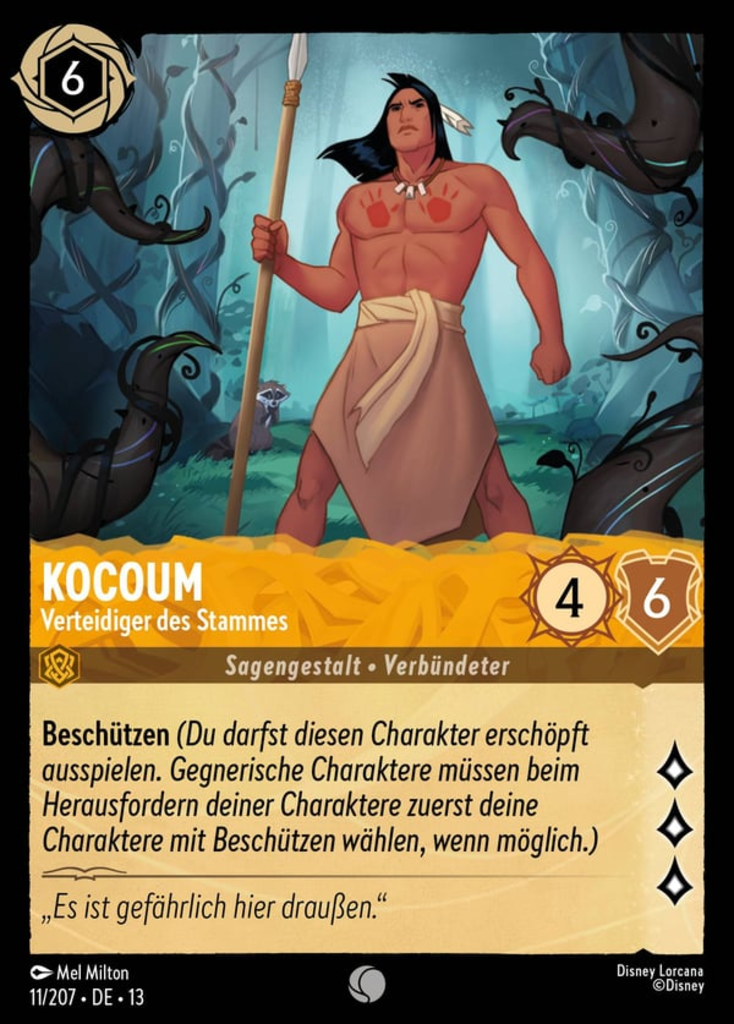 6
KOCOUM
Verteidiger des Stammes
4
6
Sagengestalt • Verbündeter
Beschützen (Du darfst diesen Charakter erschöpft
ausspielen. Gegnerische Charaktere müssen beim
Herausfordern deiner Charaktere zuerst deine
Charaktere mit Beschützen wählen, wenn möglich.)
„Es ist gefährlich hier draußen.“
Mel Milton
11/207 • DE • 13
Disney Lorcana
©Disney